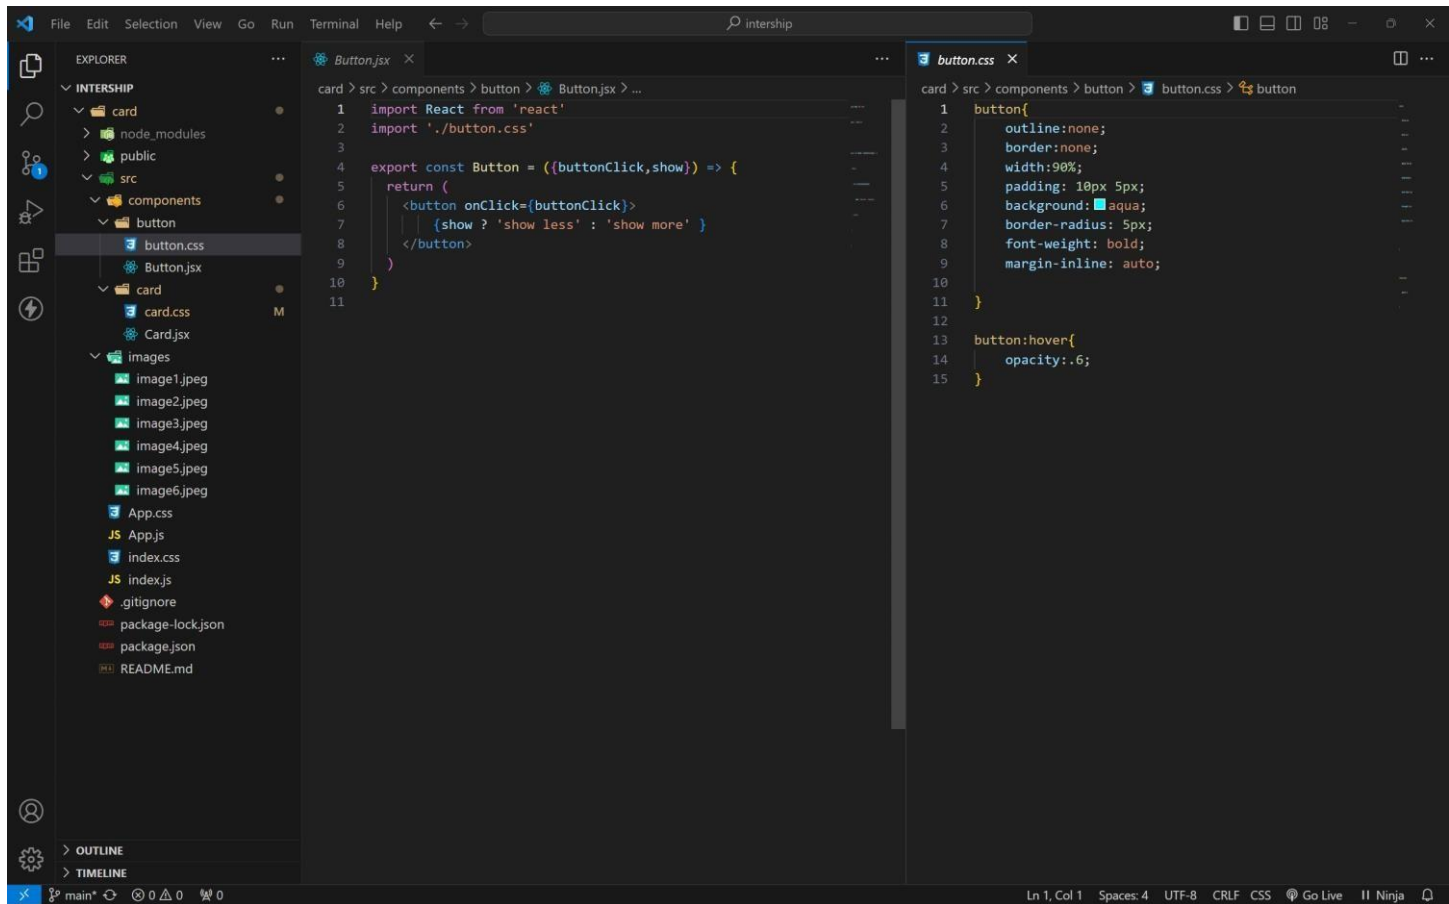 File Edit Selection View Go Run Terminal Help
intership
EXPLORER
INTERSHIP
card
node_modules
public
src
components
button
button.css
Button.jsx
card
card.css M
Card.jsx
images
image1.jpeg
image2.jpeg
image3.jpeg
image4.jpeg
image5.jpeg
image6.jpeg
App.css
JS App.js
index.css
JS index.js
.gitignore
package-lock.json
package.json
README.md
OUTLINE
TIMELINE
Button.jsx
card > src > components > button > Button.jsx > ...
1 import React from 'react'
2 import './button.css'
3
4 export const Button = ({buttonClick,show}) => {
5 return (
6 <button onClick={buttonClick}>
7 {show ? 'show less' : 'show more' }
8 </button>
9 )
10 }
11
button.css
card > src > components > button > button.css > button
1 button{
2 outline:none;
3 border:none;
4 width:90%;
5 padding: 10px 5px;
6 background: aqua;
7 border-radius: 5px;
8 font-weight: bold;
9 margin-inline: auto;
10
11 }
12
13 button:hover{
14 opacity:.6;
15 }
1
main* 0 0 0 Ln 1, Col 1 Spaces: 4 UTF-8 CRLF CSS Go Live Ninja